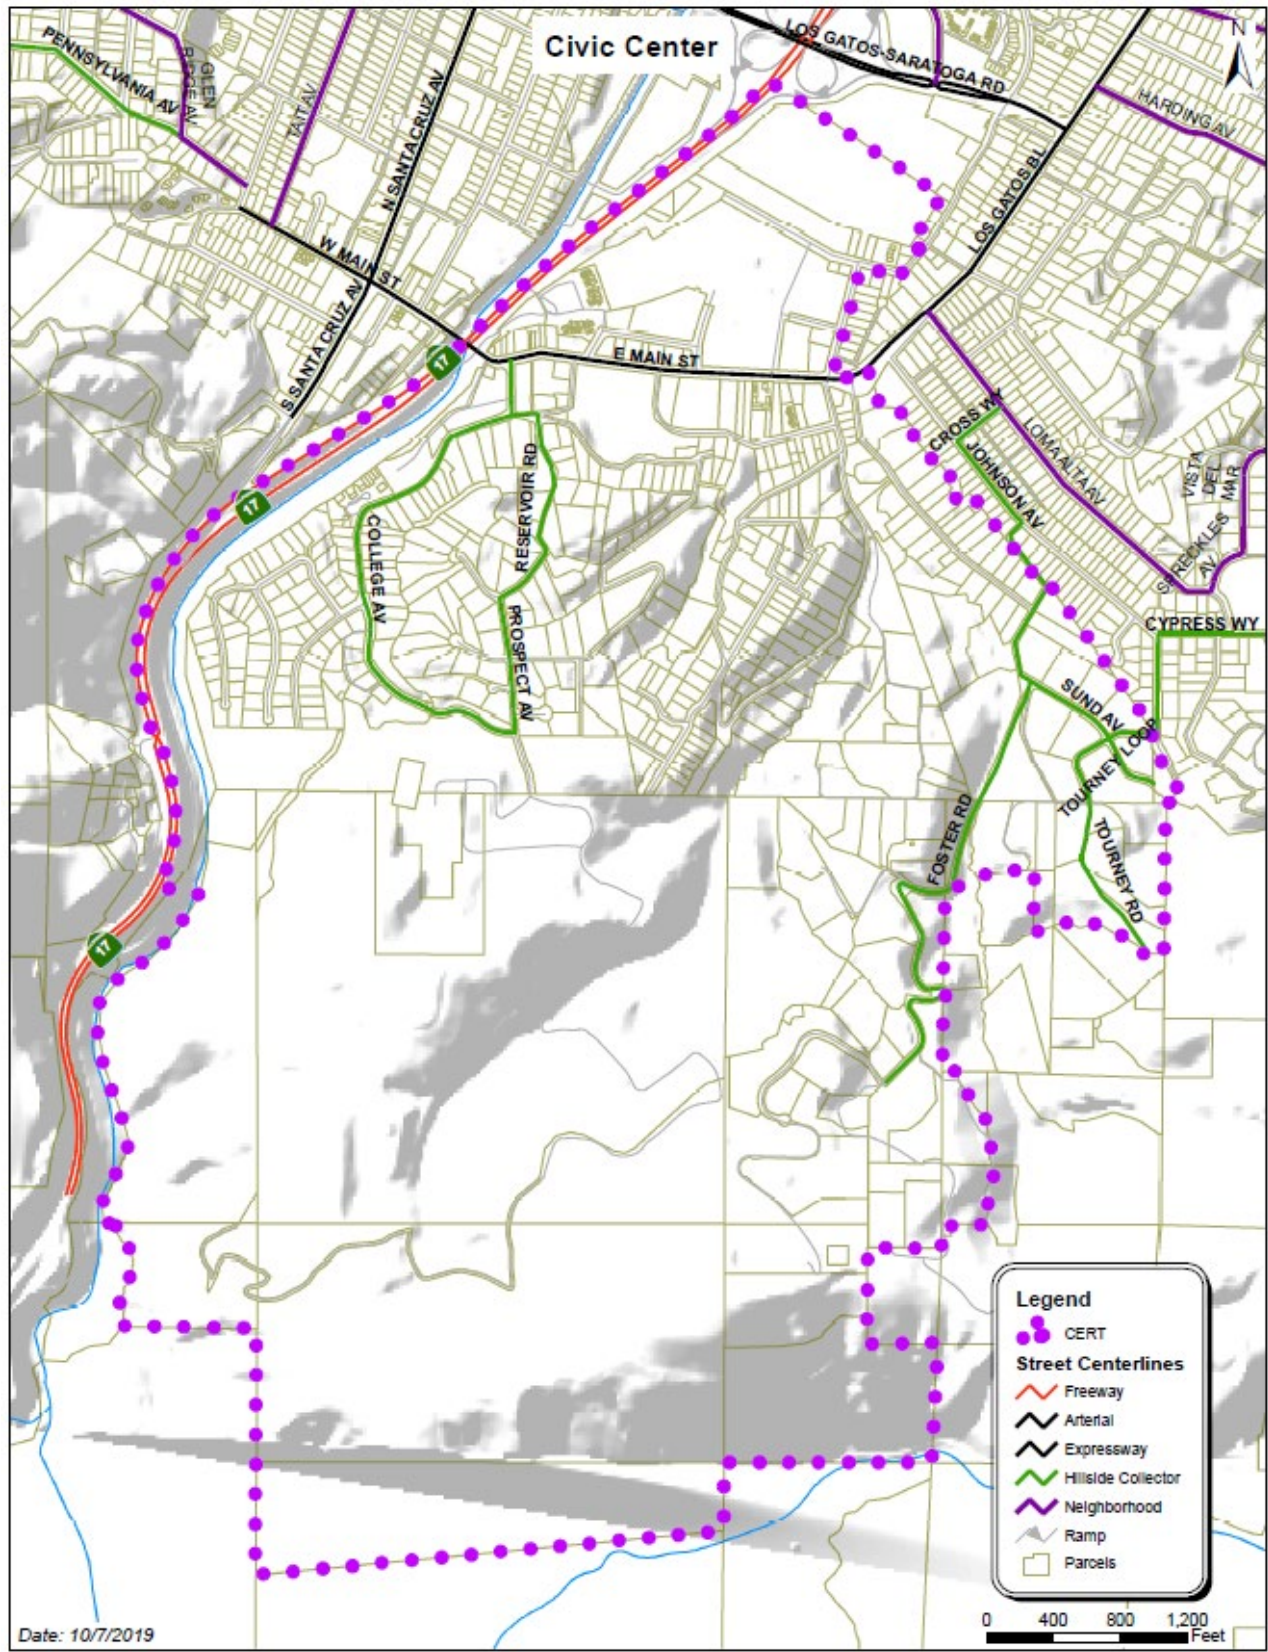 Civic Center
N
LOS GATOS-SARATOGA RD
PENNSYLVANIA AV
GLEN
RIDGE AV
TAIT AV
N SANTACRUZ AV
HARDING AV
LOS GATOS BL
W MAIN ST
S SANTA CRUZ AV
17
E MAIN ST
CROSS WY
LOMA ALTA AV
JOHNSON AV
VISTA
DEL
MAR
SPRECKLES
AV
17
RESERVOIR RD
COLLEGE AV
PROSPECT AV
CYPRESS WY
SUND AV
TOURNEY LOOP
FOSTER RD
TOURNEY RD
17
Legend
CERT
Street Centerlines
Freeway
Arterial
Expressway
Hillside Collector
Neighborhood
Ramp
Parcels
0 400 800 1,200
Feet
Date: 10/7/2019